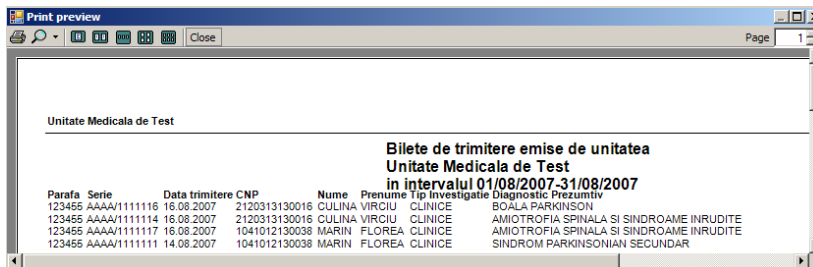 Print preview
Close
Page 1
Unitate Medicala de Test
Bilete de trimitere emise de unitatea
Unitate Medicala de Test
in intervalul 01/08/2007-31/08/2007
Parafa Serie Data trimitere CNP Nume Prenume Tip Investigatie Diagnostic Prezumtiv
123455 AAAA/1111116 16.08.2007 2120313130016 CULINA VIRCIU CLINICE BOALA PARKINSON
123455 AAAA/1111114 16.08.2007 2120313130016 CULINA VIRCIU CLINICE AMIOTROFIA SPINALA SI SINDROAME INRUDITE
123455 AAAA/1111117 16.08.2007 1041012130038 MARIN FLOREA CLINICE AMIOTROFIA SPINALA SI SINDROAME INRUDITE
123455 AAAA/1111111 14.08.2007 1041012130038 MARIN FLOREA CLINICE SINDROM PARKINSONIAN SECUNDAR